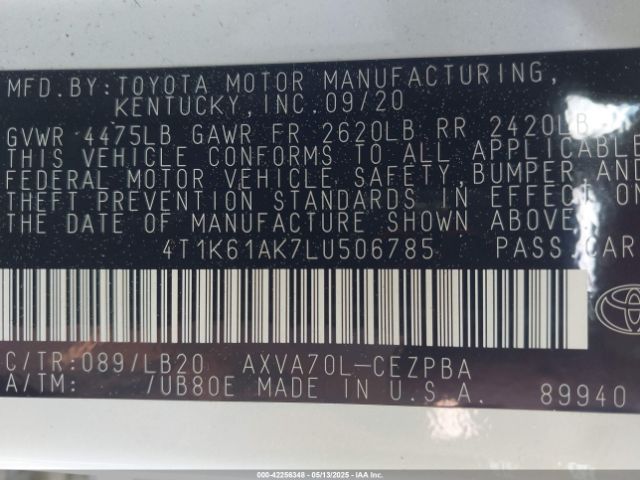 MFD.BY:TOYOTA MOTOR MANUFACTURING,
KENTUCKY,INC.09/20
GVWR 4475LB GAWR FR 2620LB RR 2420LB
THIS VEHICLE CONFORMS TO ALL APPLICABLE
FEDERAL MOTOR VEHICLE SAFETY,BUMPER AND
THEFT PREVENTION STANDARDS IN EFFECT ON
THE DATE OF MANUFACTURE SHOWN ABOVE.
4T1K61AK7LU506785 PASS.CAR
C/TR:089/LB20 AXVA70L-CEZPBA
A/TM: /UB80E MADE IN U.S.A. 89940
000-42256348 - 05/13/2025 - IAAI.COM